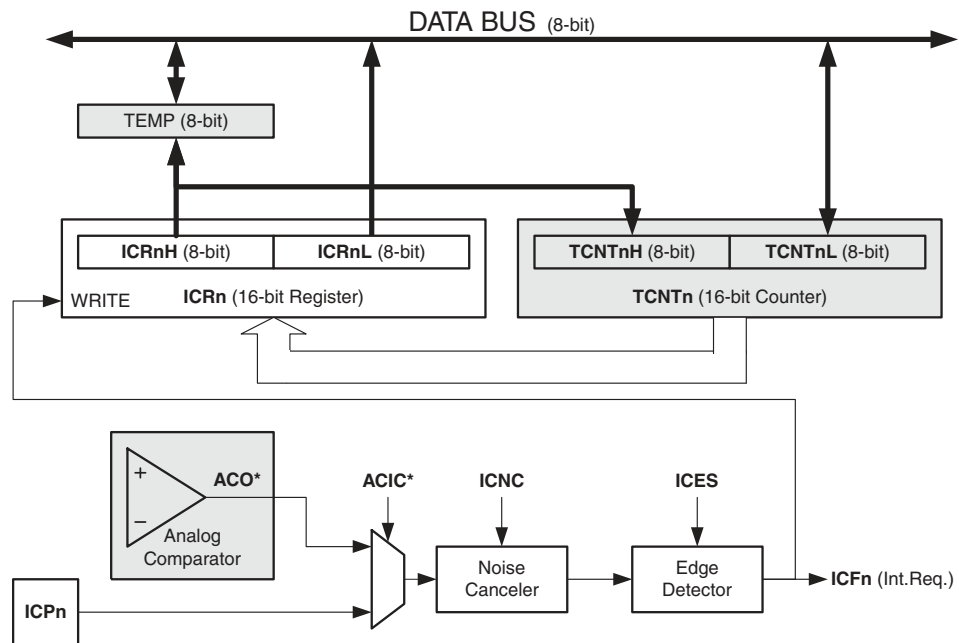 DATA BUS (8-bit)
TEMP (8-bit)
ICRnH (8-bit)
ICRnL (8-bit)
TCNTnH (8-bit)
TCNTnL (8-bit)
WRITE
ICRn (16-bit Register)
TCNTn (16-bit Counter)
+
−
ACO*
Analog
Comparator
ACIC*
ICNC
ICES
Noise
Canceler
Edge
Detector
ICFn (Int.Req.)
ICPn